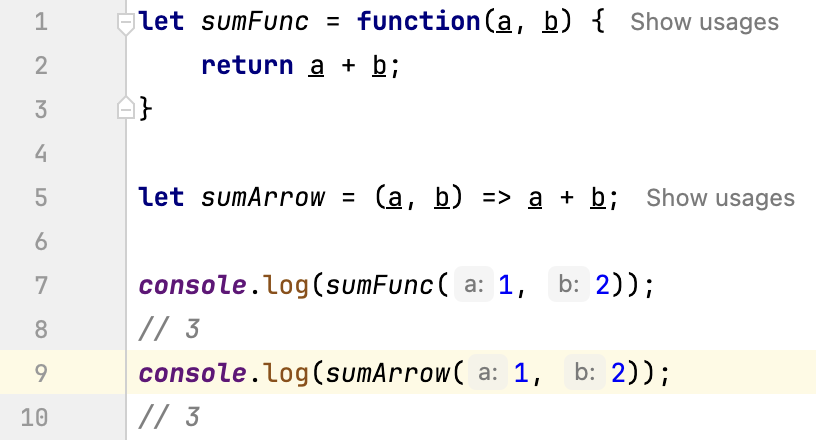 1 let sumFunc = function(a, b) { Show usages
2 return a + b;
3 }
4
5 let sumArrow = (a, b) => a + b; Show usages
6
7 console.log(sumFunc( a: 1, b: 2));
8 // 3
9 console.log(sumArrow( a: 1, b: 2));
10 // 3